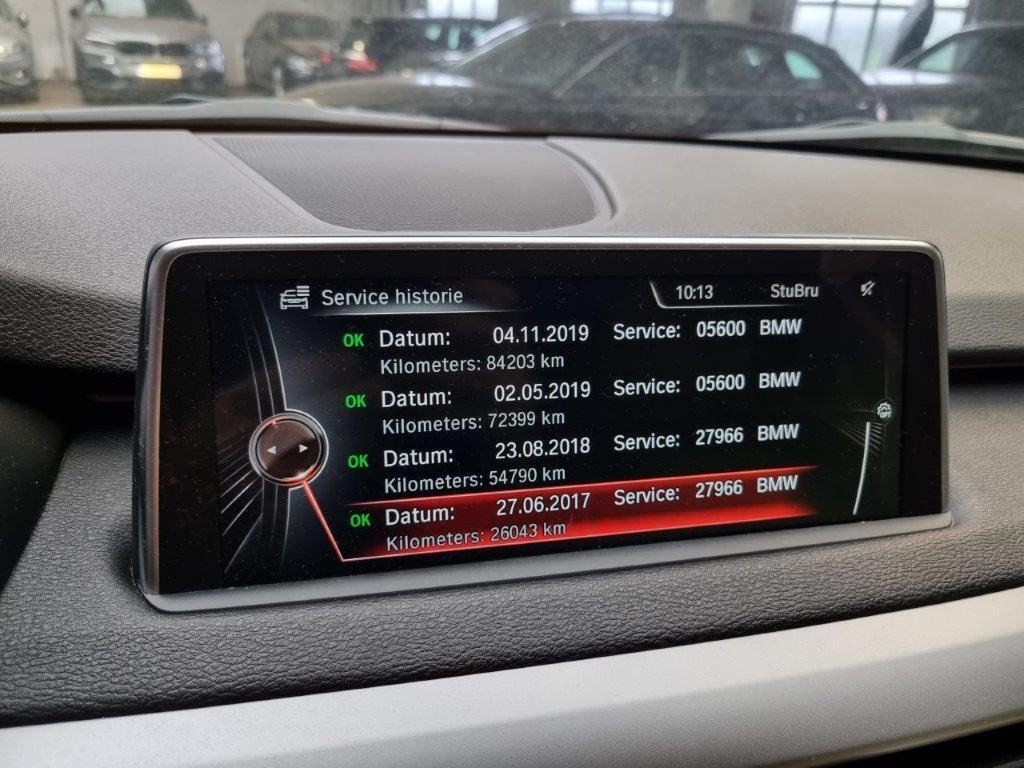 Service historie 10:13 StuBru
OK Datum: 04.11.2019 Service: 05600 BMW
Kilometers: 84203 km
OK Datum: 02.05.2019 Service: 05600 BMW
Kilometers: 72399 km
OK Datum: 23.08.2018 Service: 27966 BMW
Kilometers: 54790 km
OK Datum: 27.06.2017 Service: 27966 BMW
Kilometers: 26043 km